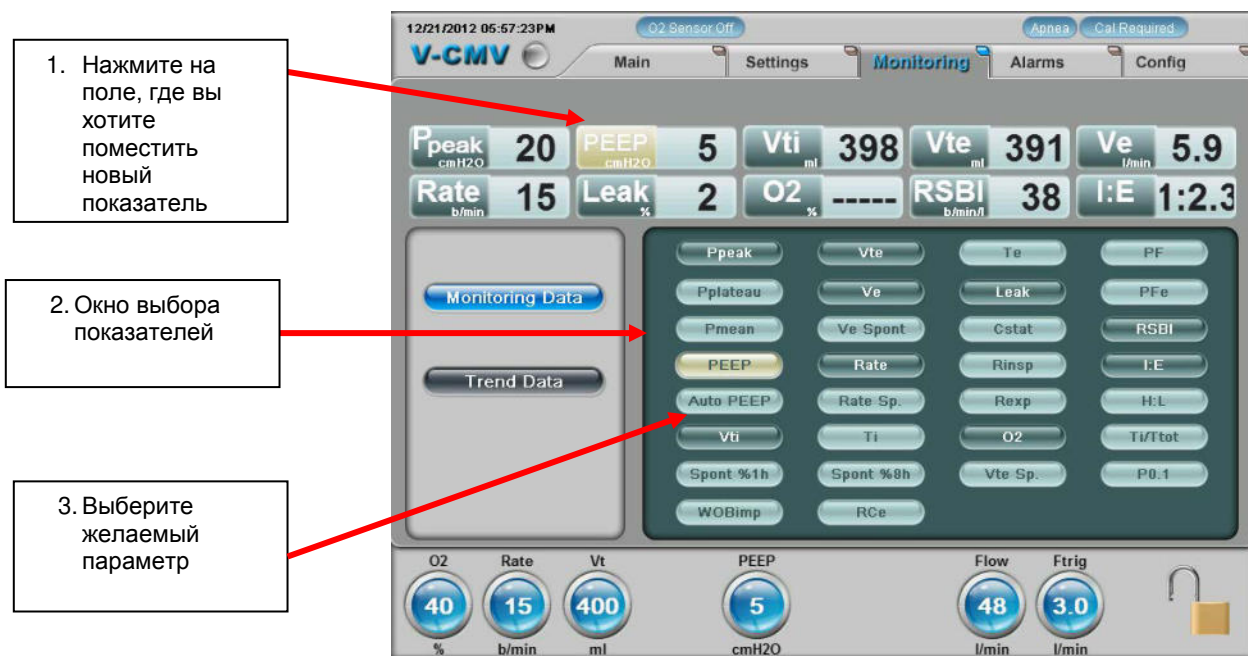 1. Нажмите на
поле, где вы
хотите
поместить
новый
показатель
2. Окно выбора
показателей
3. Выберите
желаемый
параметр
12/21/2012 05:57:23PM O2 Sensor Off Apnea Cal Required
V-CMV Main Settings Monitoring Alarms Config
Ppeak cmH2O 20 PEEP cmH2O 5 Vti ml 398 Vte ml 391 Ve l/min 5.9
Rate b/min 15 Leak % 2 O2 % ----- RSBI b/min/l 38 I:E 1:2.3
Monitoring Data
Trend Data
Ppeak Vte Te PF
Pplateau Ve Leak PFe
Pmean Ve Spont Cstat RSBI
PEEP Rate Rinsp I:E
Auto PEEP Rate Sp. Rexp H:L
Vti Ti O2 Ti/Ttot
Spont %1h Spont %8h Vte Sp. P0.1
WOBimp RCe
O2 Rate Vt PEEP Flow Ftrig
40 15 400 5 48 3.0
% b/min ml cmH2O l/min l/min